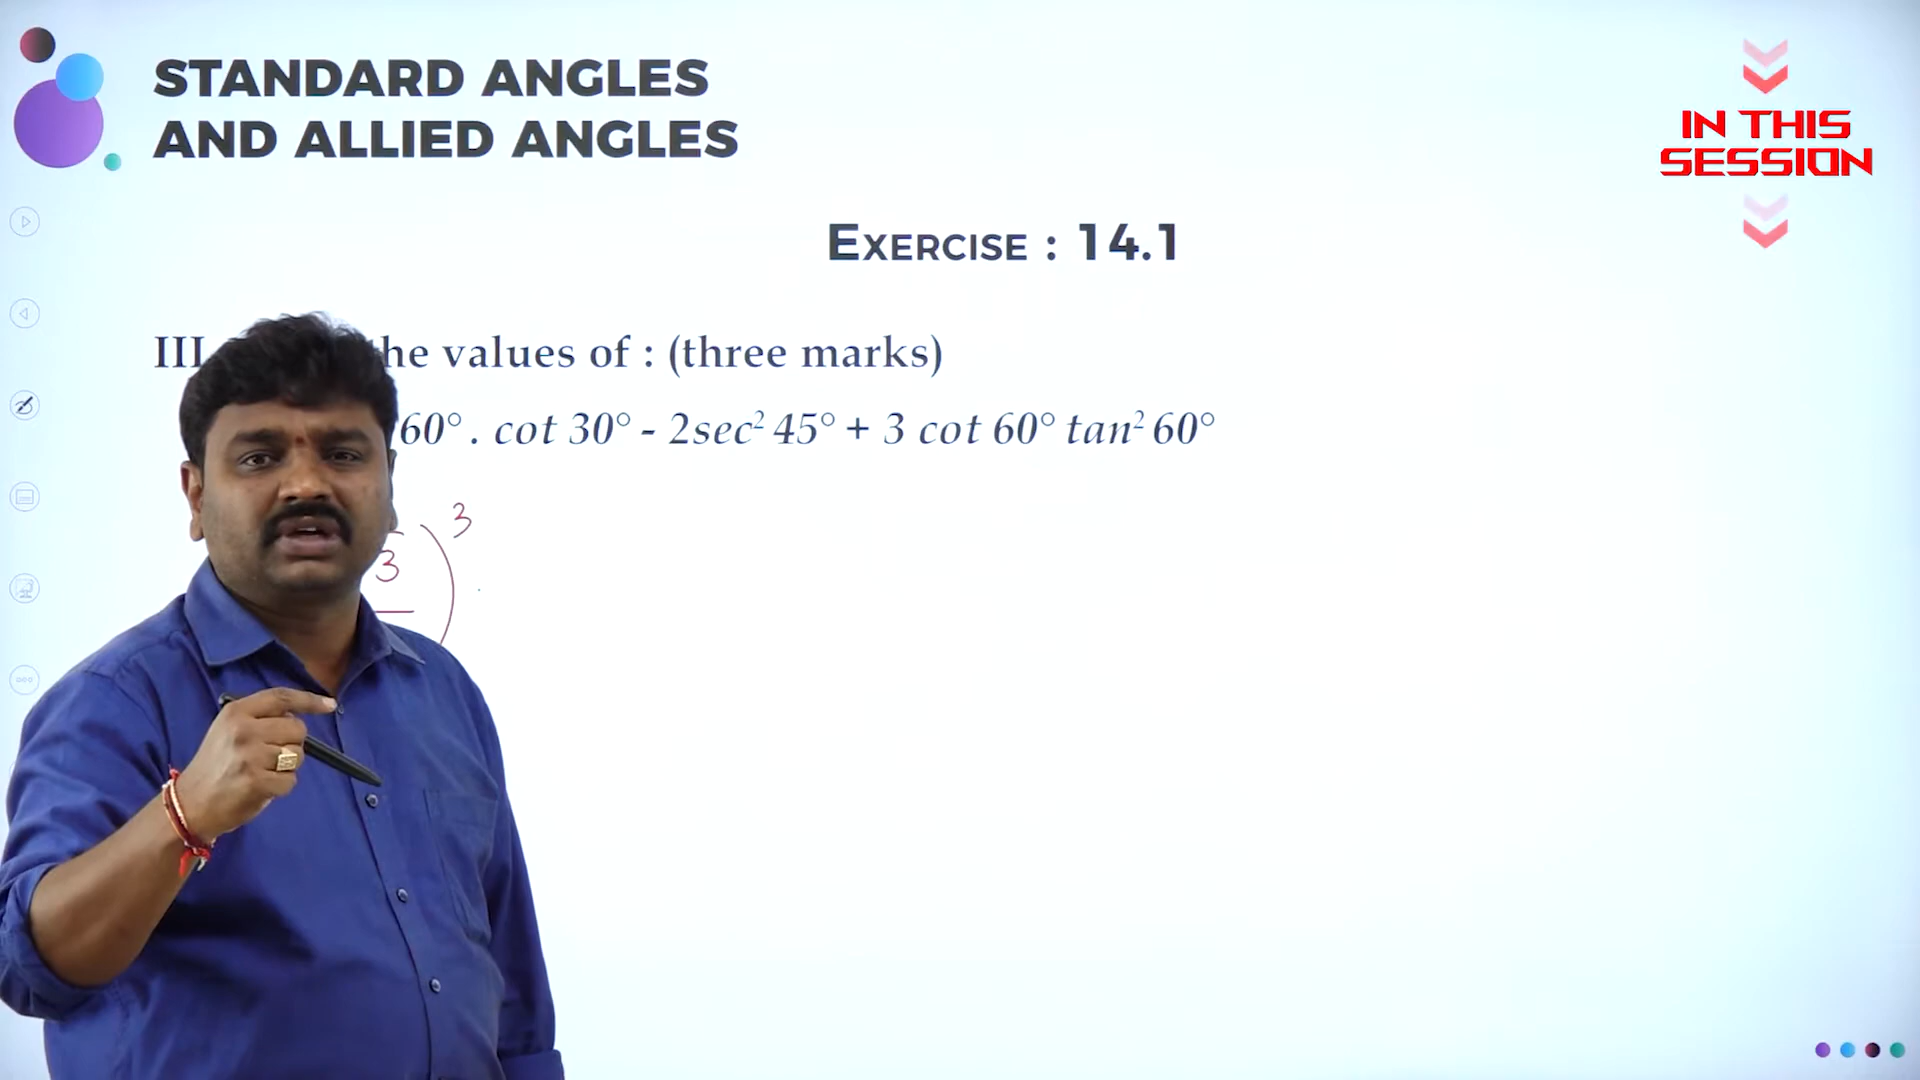 STANDARD ANGLES
AND ALLIED ANGLES
IN THIS
SESSION
EXERCISE : 14.1
III the values of : (three marks)
60° . cot 30° - 2sec² 45° + 3 cot 60° tan² 60°
3
3